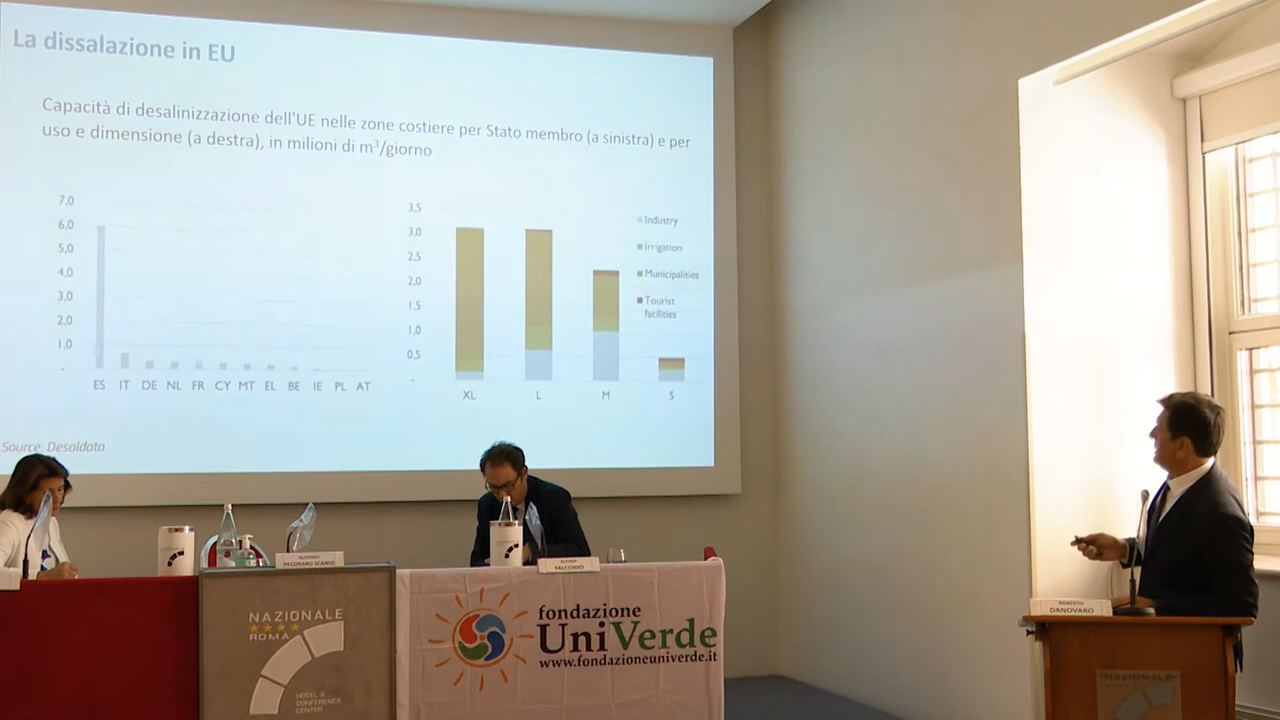 La dissalazione in EU
Capacità di desalinizzazione dell'UE nelle zone costiere per Stato membro (a sinistra) e per
uso e dimensione (a destra), in milioni di m³/giorno
7,0
6,0
5,0
4,0
3,0
2,0
1,0
-
ES IT DE NL FR CY MT EL BE IE PL AT
3,5
3,0
2,5
2,0
1,5
1,0
0,5
-
XL L M S
Industry
Irrigation
Municipalities
Tourist
facilities
Source: Desaldata
PECORARO SCANIO
FALCONIO
ROBERTO
DANOVARO
NAZIONALE
ROMA
HOTEL &
CONFERENCE
CENTER
fondazione
UniVerde
www.fondazioneuniverde.it
NAZIONALE